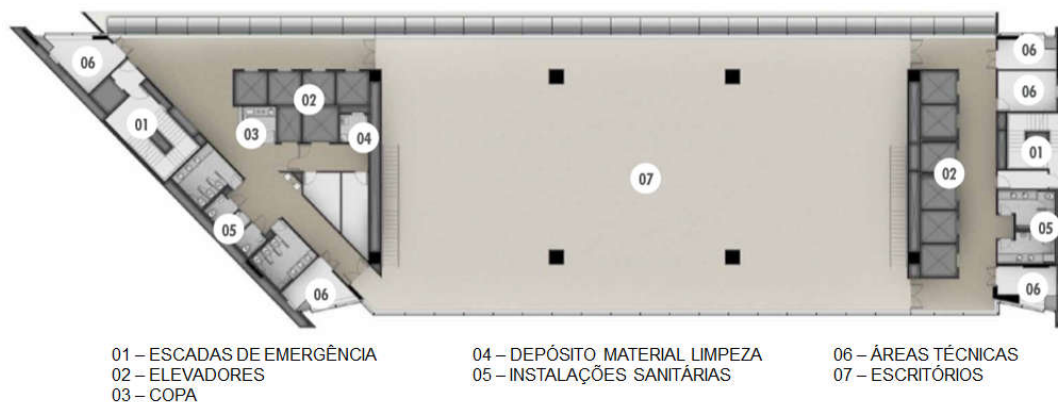 06
06
02
01
03
04
06
01
07
02
05
05
06
06
01 – ESCADAS DE EMERGÊNCIA
02 – ELEVADORES
03 – COPA
04 – DEPÓSITO MATERIAL LIMPEZA
05 – INSTALAÇÕES SANITÁRIAS
06 – ÁREAS TÉCNICAS
07 – ESCRITÓRIOS